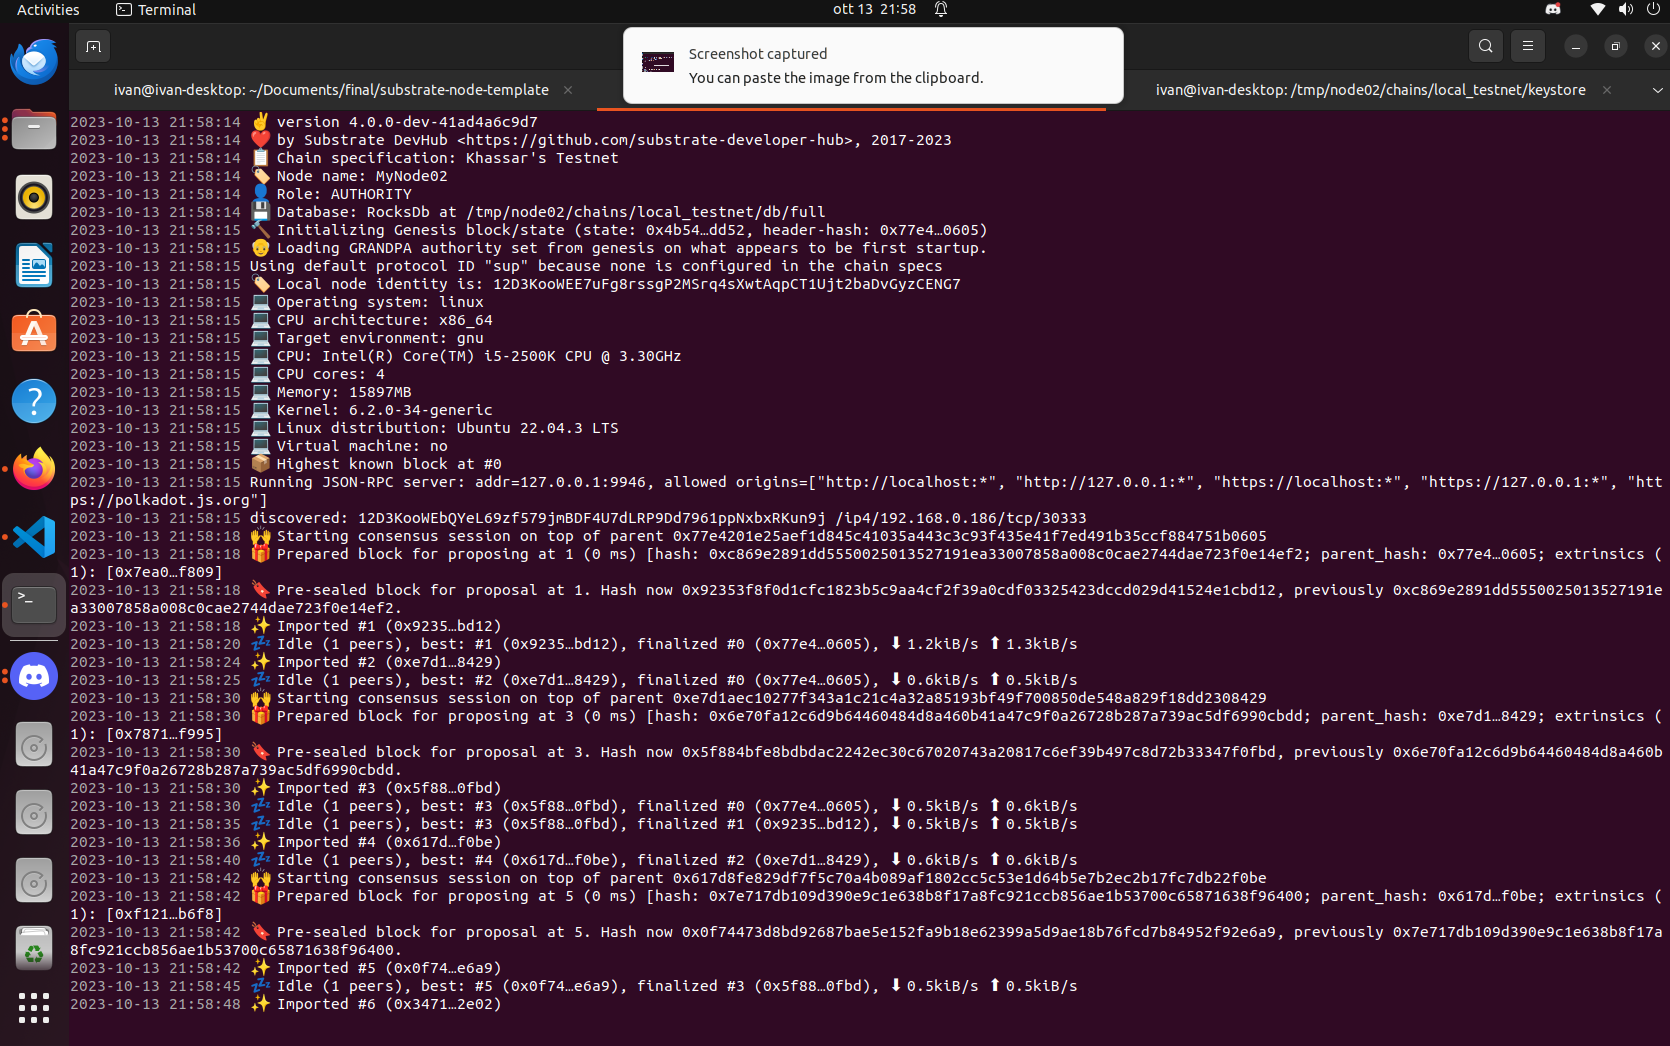 Activities
Terminal
ott 13 21:58
Screenshot captured
You can paste the image from the clipboard.
ivan@ivan-desktop: ~/Documents/final/substrate-node-template
ivan@ivan-desktop: /tmp/node02/chains/local_testnet/keystore
2023-10-13 21:58:14 ✌️ version 4.0.0-dev-41ad4a6c9d7
2023-10-13 21:58:14 ❤️ by Substrate DevHub <https://github.com/substrate-developer-hub>, 2017-2023
2023-10-13 21:58:14 📋 Chain specification: Khassar's Testnet
2023-10-13 21:58:14 🏷 Node name: MyNode02
2023-10-13 21:58:14 👤 Role: AUTHORITY
2023-10-13 21:58:14 💾 Database: RocksDb at /tmp/node02/chains/local_testnet/db/full
2023-10-13 21:58:15 🔨 Initializing Genesis block/state (state: 0x4b54…dd52, header-hash: 0x77e4…0605)
2023-10-13 21:58:15 👴 Loading GRANDPA authority set from genesis on what appears to be first startup.
2023-10-13 21:58:15 Using default protocol ID "sup" because none is configured in the chain specs
2023-10-13 21:58:15 🏷 Local node identity is: 12D3KooWEE7uFg8rssgP2MSrq4sXwtAqpCT1Ujt2baDvGyzCENG7
2023-10-13 21:58:15 💻 Operating system: linux
2023-10-13 21:58:15 💻 CPU architecture: x86_64
2023-10-13 21:58:15 💻 Target environment: gnu
2023-10-13 21:58:15 💻 CPU: Intel(R) Core(TM) i5-2500K CPU @ 3.30GHz
2023-10-13 21:58:15 💻 CPU cores: 4
2023-10-13 21:58:15 💻 Memory: 15897MB
2023-10-13 21:58:15 💻 Kernel: 6.2.0-34-generic
2023-10-13 21:58:15 💻 Linux distribution: Ubuntu 22.04.3 LTS
2023-10-13 21:58:15 💻 Virtual machine: no
2023-10-13 21:58:15 📦 Highest known block at #0
2023-10-13 21:58:15 Running JSON-RPC server: addr=127.0.0.1:9946, allowed origins=["http://localhost:*", "http://127.0.0.1:*", "https://localhost:*", "https://127.0.0.1:*", "htt
ps://polkadot.js.org"]
2023-10-13 21:58:15 discovered: 12D3KooWEbQYeL69zf579jmBDF4U7dLRP9Dd7961ppNxbxRKun9j /ip4/192.168.0.186/tcp/30333
2023-10-13 21:58:18 🙌 Starting consensus session on top of parent 0x77e4201e25aef1d845c41035a443c3c93f435e41f7ed491b35ccf884751b0605
2023-10-13 21:58:18 🎁 Prepared block for proposing at 1 (0 ms) [hash: 0xc869e2891dd5550025013527191ea33007858a008c0cae2744dae723f0e14ef2; parent_hash: 0x77e4…0605; extrinsics (
1): [0x7ea0…f809]
2023-10-13 21:58:18 🔖 Pre-sealed block for proposal at 1. Hash now 0x92353f8f0d1cfc1823b5c9aa4cf2f39a0cdf03325423dccd029d41524e1cbd12, previously 0xc869e2891dd5550025013527191e
a33007858a008c0cae2744dae723f0e14ef2.
2023-10-13 21:58:18 ✨ Imported #1 (0x9235…bd12)
2023-10-13 21:58:20 💤 Idle (1 peers), best: #1 (0x9235…bd12), finalized #0 (0x77e4…0605), ⬇ 1.2kiB/s ⬆ 1.3kiB/s
2023-10-13 21:58:24 ✨ Imported #2 (0xe7d1…8429)
2023-10-13 21:58:25 💤 Idle (1 peers), best: #2 (0xe7d1…8429), finalized #0 (0x77e4…0605), ⬇ 0.6kiB/s ⬆ 0.5kiB/s
2023-10-13 21:58:30 🙌 Starting consensus session on top of parent 0xe7d1aec10277f343a1c21c4a32a85193bf49f700850de548a829f18dd2308429
2023-10-13 21:58:30 🎁 Prepared block for proposing at 3 (0 ms) [hash: 0x6e70fa12c6d9b64460484d8a460b41a47c9f0a26728b287a739ac5df6990cbdd; parent_hash: 0xe7d1…8429; extrinsics (
1): [0x7871…f995]
2023-10-13 21:58:30 🔖 Pre-sealed block for proposal at 3. Hash now 0x5f884bfe8bdbdac2242ec30c67020743a20817c6ef39b497c8d72b33347f0fbd, previously 0x6e70fa12c6d9b64460484d8a460b
41a47c9f0a26728b287a739ac5df6990cbdd.
2023-10-13 21:58:30 ✨ Imported #3 (0x5f88…0fbd)
2023-10-13 21:58:30 💤 Idle (1 peers), best: #3 (0x5f88…0fbd), finalized #0 (0x77e4…0605), ⬇ 0.5kiB/s ⬆ 0.6kiB/s
2023-10-13 21:58:35 💤 Idle (1 peers), best: #3 (0x5f88…0fbd), finalized #1 (0x9235…bd12), ⬇ 0.5kiB/s ⬆ 0.5kiB/s
2023-10-13 21:58:36 ✨ Imported #4 (0x617d…f0be)
2023-10-13 21:58:40 💤 Idle (1 peers), best: #4 (0x617d…f0be), finalized #2 (0xe7d1…8429), ⬇ 0.6kiB/s ⬆ 0.6kiB/s
2023-10-13 21:58:42 🙌 Starting consensus session on top of parent 0x617d8fe829df7f5c70a4b089af1802cc5c53e1d64b5e7b2ec2b17fc7db22f0be
2023-10-13 21:58:42 🎁 Prepared block for proposing at 5 (0 ms) [hash: 0x7e717db109d390e9c1e638b8f17a8fc921ccb856ae1b53700c65871638f96400; parent_hash: 0x617d…f0be; extrinsics (
1): [0xf121…b6f8]
2023-10-13 21:58:42 🔖 Pre-sealed block for proposal at 5. Hash now 0x0f74473d8bd92687bae5e152fa9b18e62399a5d9ae18b76fcd7b84952f92e6a9, previously 0x7e717db109d390e9c1e638b8f17a
8fc921ccb856ae1b53700c65871638f96400.
2023-10-13 21:58:42 ✨ Imported #5 (0x0f74…e6a9)
2023-10-13 21:58:45 💤 Idle (1 peers), best: #5 (0x0f74…e6a9), finalized #3 (0x5f88…0fbd), ⬇ 0.5kiB/s ⬆ 0.5kiB/s
2023-10-13 21:58:48 ✨ Imported #6 (0x3471…2e02)